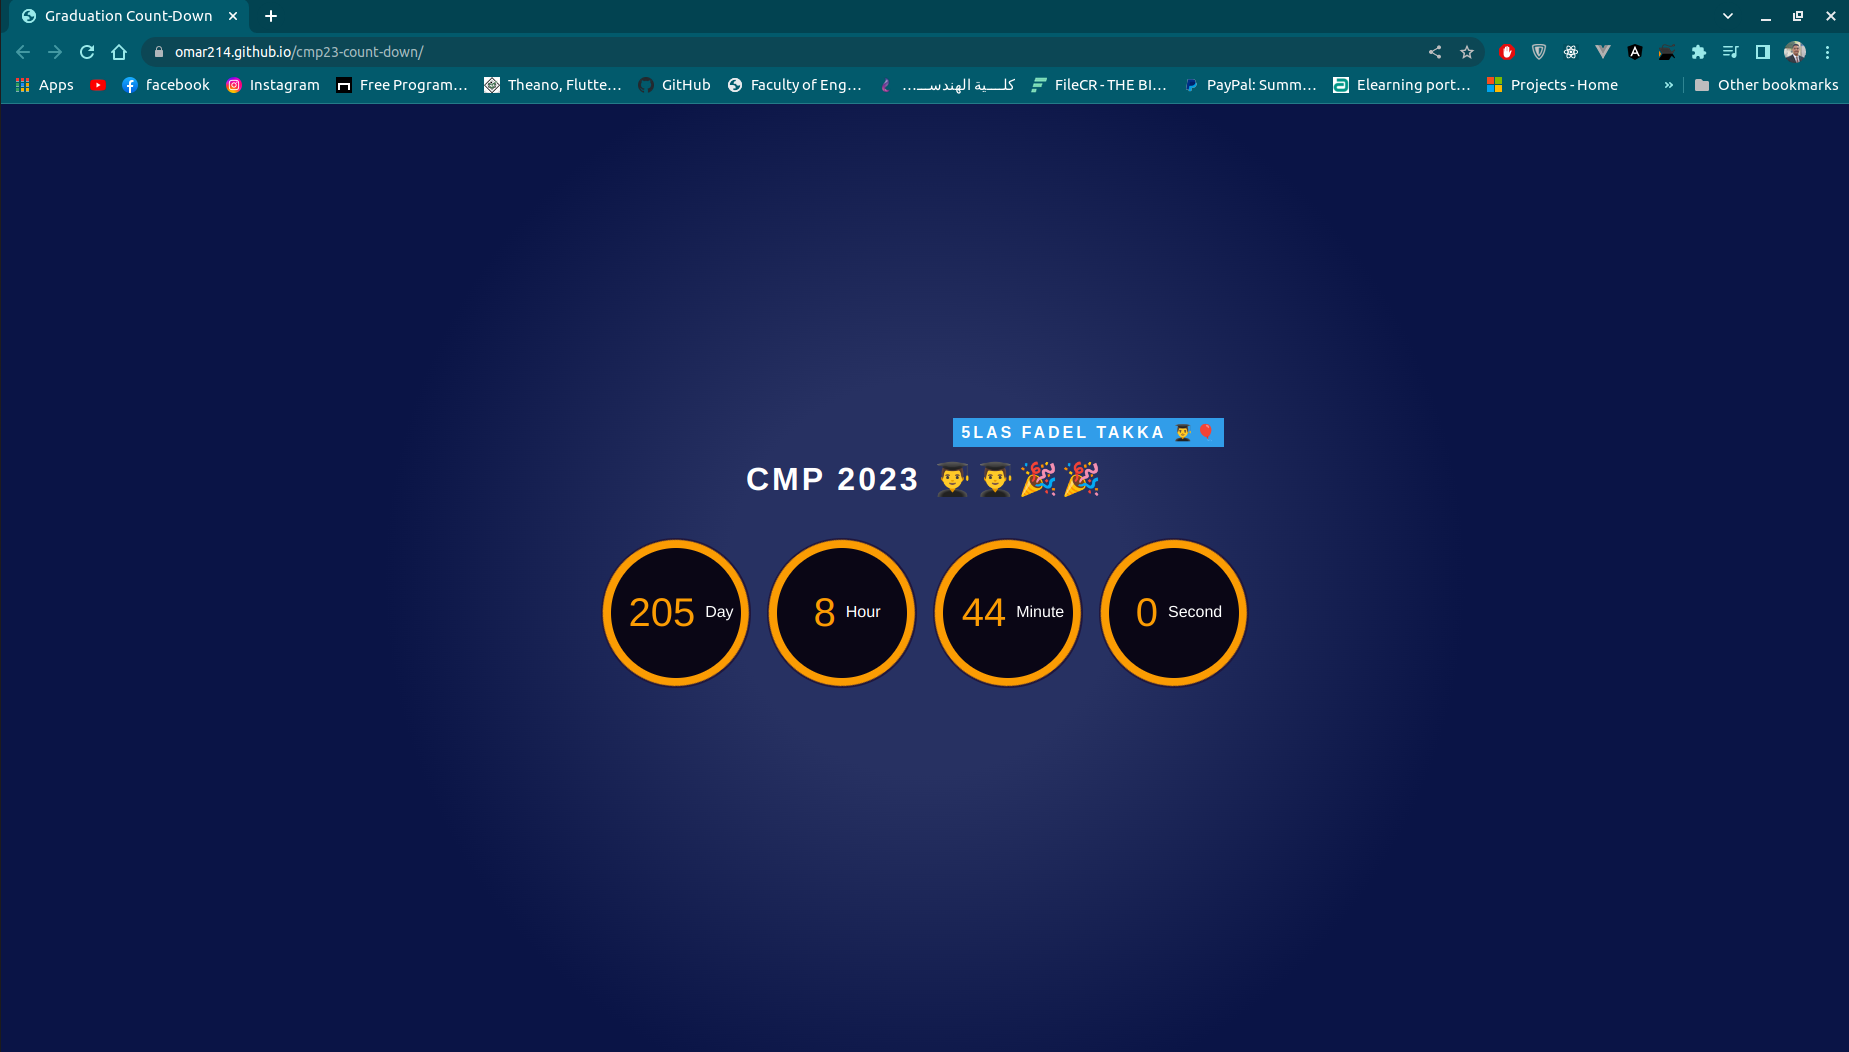 Graduation Count-Down
omar214.github.io/cmp23-count-down/
Apps facebook Instagram Free Program… Theano, Flutte… GitHub Faculty of Eng… كلـــية الهندســـ… FileCR - THE BI… PayPal: Summ… Elearning port… Projects - Home » Other bookmarks
5LAS FADEL TAKKA 👨‍🎓🎈
CMP 2023 👨‍🎓👨‍🎓🎉🎉
205 Day 8 Hour 44 Minute 0 Second